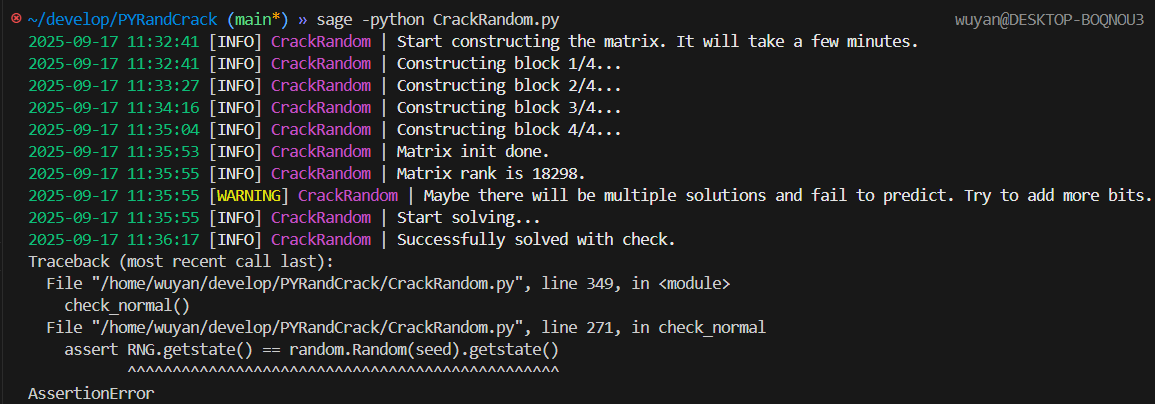 ~/develop/PYRandCrack (main*) » sage -python CrackRandom.py wuyan@DESKTOP-BOQNOU3
2025-09-17 11:32:41 [INFO] CrackRandom | Start constructing the matrix. It will take a few minutes.
2025-09-17 11:32:41 [INFO] CrackRandom | Constructing block 1/4...
2025-09-17 11:33:27 [INFO] CrackRandom | Constructing block 2/4...
2025-09-17 11:34:16 [INFO] CrackRandom | Constructing block 3/4...
2025-09-17 11:35:04 [INFO] CrackRandom | Constructing block 4/4...
2025-09-17 11:35:53 [INFO] CrackRandom | Matrix init done.
2025-09-17 11:35:55 [INFO] CrackRandom | Matrix rank is 18298.
2025-09-17 11:35:55 [WARNING] CrackRandom | Maybe there will be multiple solutions and fail to predict. Try to add more bits.
2025-09-17 11:35:55 [INFO] CrackRandom | Start solving...
2025-09-17 11:36:17 [INFO] CrackRandom | Successfully solved with check.
Traceback (most recent call last):
  File "/home/wuyan/develop/PYRandCrack/CrackRandom.py", line 349, in <module>
    check_normal()
  File "/home/wuyan/develop/PYRandCrack/CrackRandom.py", line 271, in check_normal
    assert RNG.getstate() == random.Random(seed).getstate()
           ^^^^^^^^^^^^^^^^^^^^^^^^^^^^^^^^^^^^^^^^^^^^^^^^
AssertionError